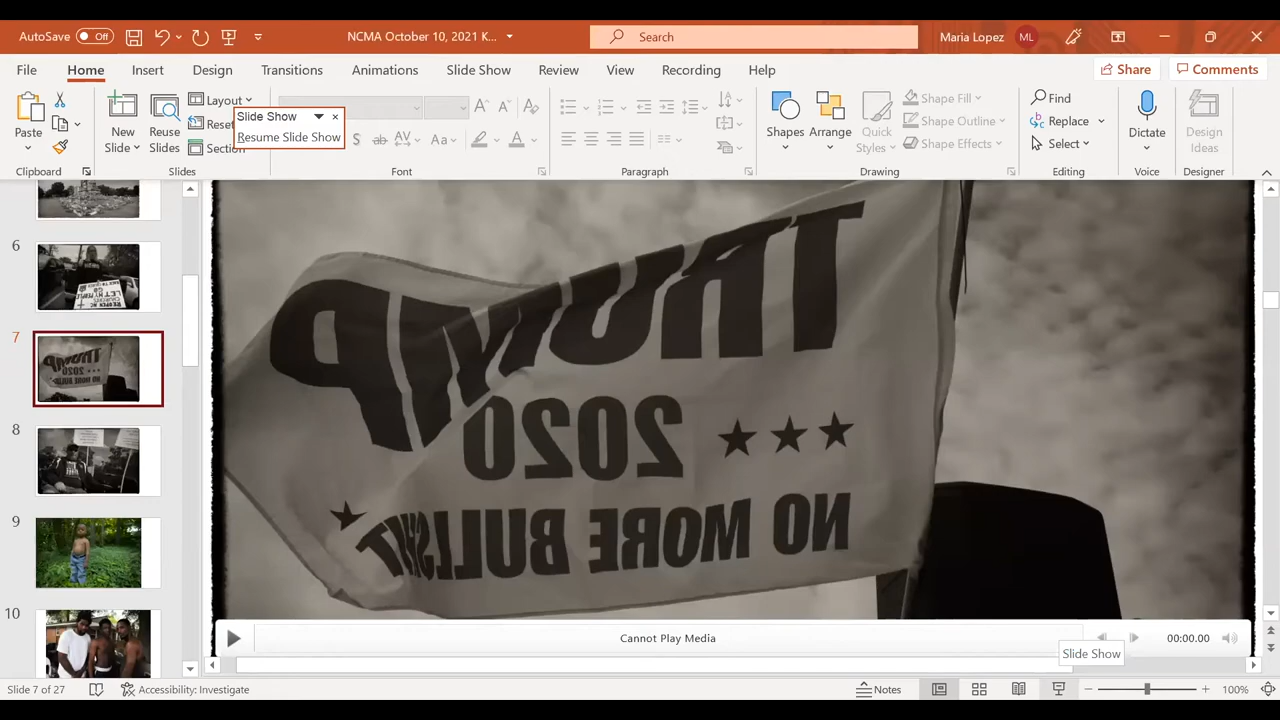 AutoSave Off NCMA October 10, 2021 K... Search Maria Lopez ML
File Home Insert Design Transitions Animations Slide Show Review View Recording Help Share Comments
Paste
New
Slide
Reuse
Slides
Layout
Reset
Section
Slide Show
Resume Slide Show
Shapes
Arrange
Quick
Styles
Shape Fill
Shape Outline
Shape Effects
Find
Replace
Select
Dictate
Design
Ideas
Clipboard Slides Font Paragraph Drawing Editing Voice Designer
6
7
8
9
10
TRUMP
2020
NO MORE BULLSHIT
Cannot Play Media 00:00.00
Slide Show
Slide 7 of 27 Accessibility: Investigate Notes 100%